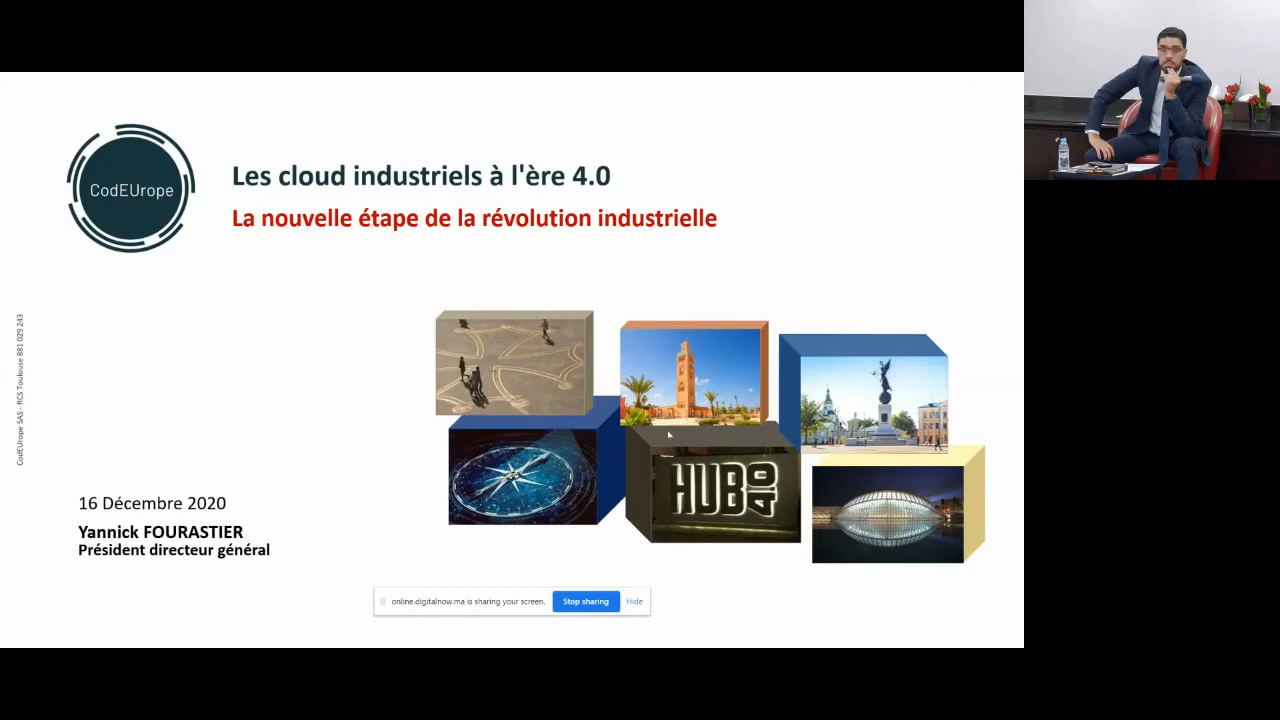 CodEUrope
Les cloud industriels à l'ère 4.0
La nouvelle étape de la révolution industrielle
CodEUrope SAS - RCS Toulouse 881 029 243
HUB
4.0
16 Décembre 2020
Yannick FOURASTIER
Président directeur général
online.digitalnow.ma is sharing your screen.
Stop sharing
Hide